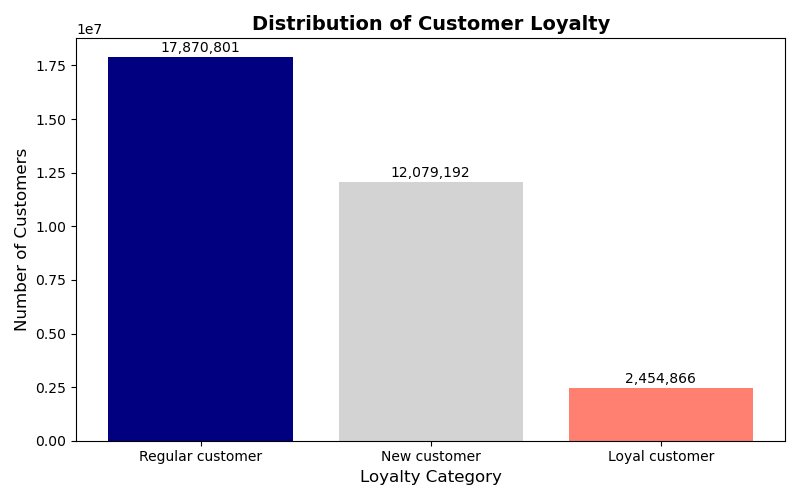 Distribution of Customer Loyalty
1e7
17,870,801
12,079,192
2,454,866
1.75
1.50
1.25
1.00
0.75
0.50
0.25
0.00
Number of Customers
Regular customer
New customer
Loyal customer
Loyalty Category